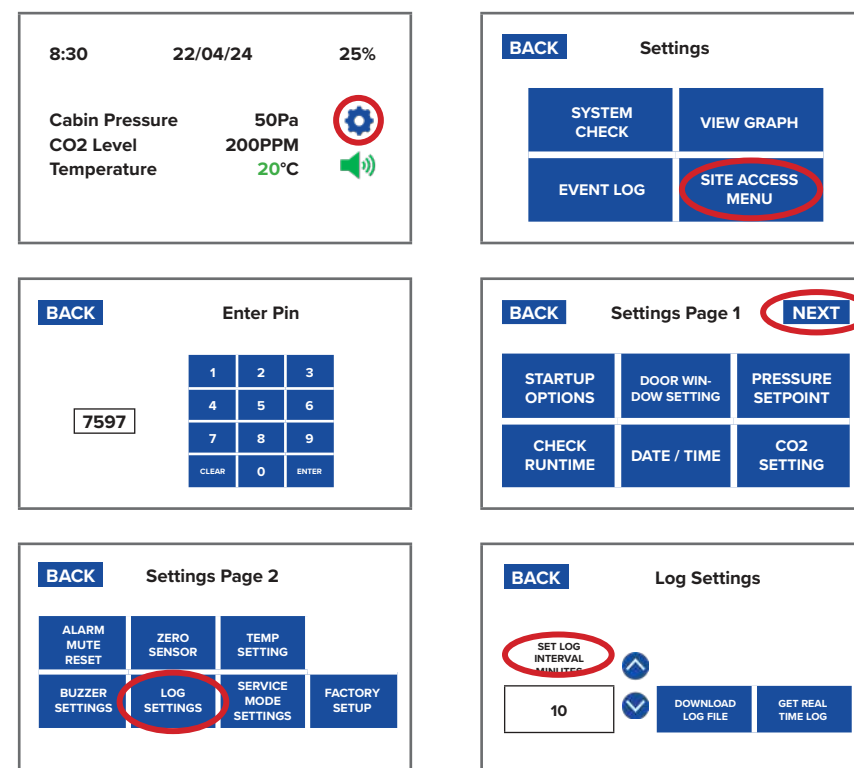 8:30 22/04/24 25%
Cabin Pressure 50Pa
CO2 Level 200PPM
Temperature 20°C
BACK Settings
SYSTEM
CHECK
VIEW GRAPH
EVENT LOG
SITE ACCESS
MENU
BACK Enter Pin
7597
1 2 3
4 5 6
7 8 9
CLEAR 0 ENTER
BACK Settings Page 1 NEXT
STARTUP
OPTIONS
DOOR WIN-
DOW SETTING
PRESSURE
SETPOINT
CHECK
RUNTIME
DATE / TIME
CO2
SETTING
BACK Settings Page 2
ALARM
MUTE
RESET
ZERO
SENSOR
TEMP
SETTING
BUZZER
SETTINGS
LOG
SETTINGS
SERVICE
MODE
SETTINGS
FACTORY
SETUP
BACK Log Settings
SET LOG
INTERVAL
MINUTES
10
DOWNLOAD
LOG FILE
GET REAL
TIME LOG